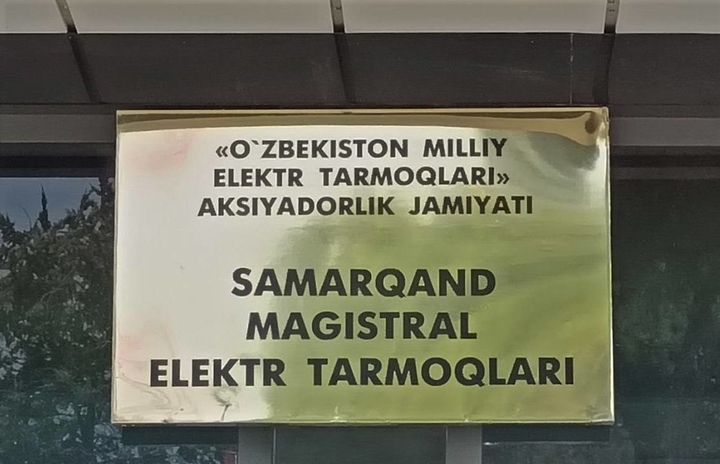 «O`ZBEKISTON MILLIY
ELEKTR TARMOQLARI»
AKSIYADORLIK JAMIYATI
SAMARQAND
MAGISTRAL
ELEKTR TARMOQLARI